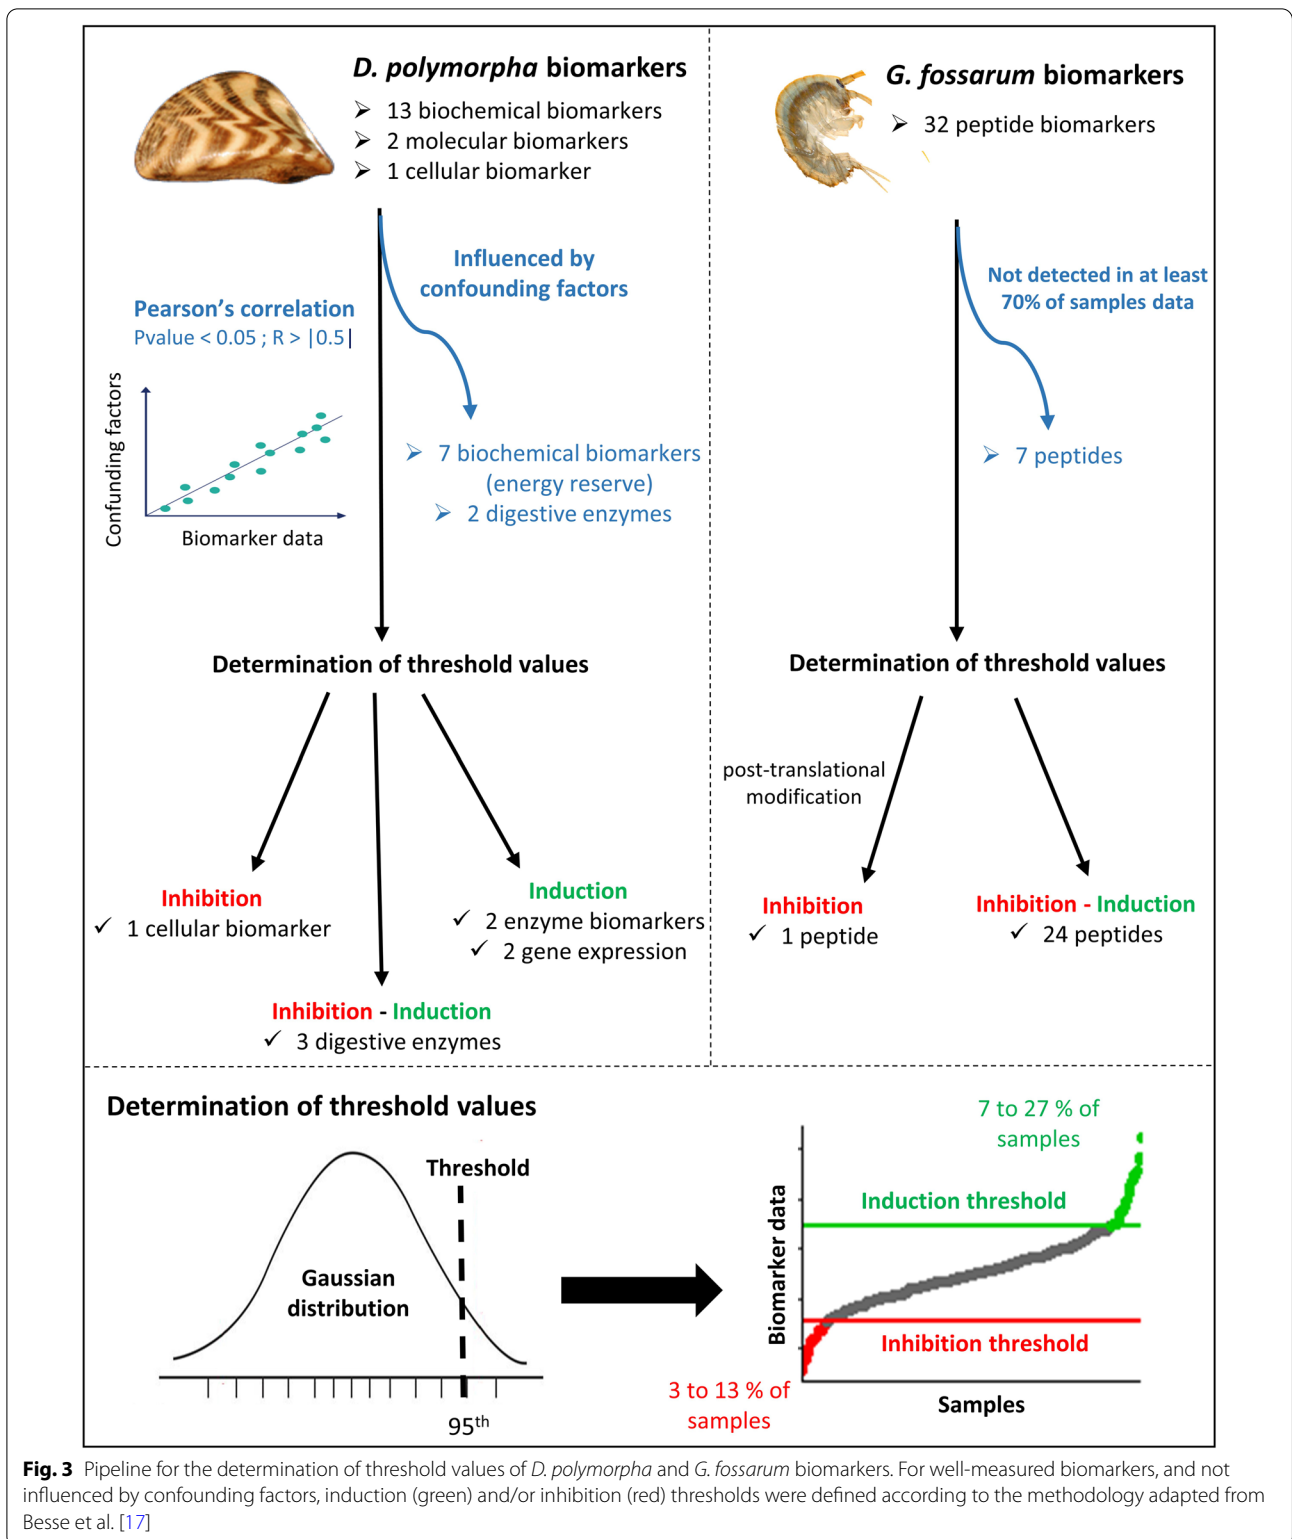 D. polymorpha biomarkers
➢ 13 biochemical biomarkers
➢ 2 molecular biomarkers
➢ 1 cellular biomarker
Influenced by
confounding factors
Pearson's correlation
Pvalue < 0.05 ; R > |0.5|
Confunding factors
Biomarker data
➢ 7 biochemical biomarkers
(energy reserve)
➢ 2 digestive enzymes
Determination of threshold values
Inhibition
✓ 1 cellular biomarker
Induction
✓ 2 enzyme biomarkers
✓ 2 gene expression
Inhibition - Induction
✓ 3 digestive enzymes
G. fossarum biomarkers
➢ 32 peptide biomarkers
Not detected in at least
70% of samples data
➢ 7 peptides
Determination of threshold values
post-translational
modification
Inhibition
✓ 1 peptide
Inhibition - Induction
✓ 24 peptides
Determination of threshold values
Threshold
Gaussian
distribution
95th
7 to 27 % of
samples
Induction threshold
Biomarker data
Inhibition threshold
3 to 13 % of
samples
Samples
Fig. 3 Pipeline for the determination of threshold values of D. polymorpha and G. fossarum biomarkers. For well-measured biomarkers, and not
influenced by confounding factors, induction (green) and/or inhibition (red) thresholds were defined according to the methodology adapted from
Besse et al. [17]